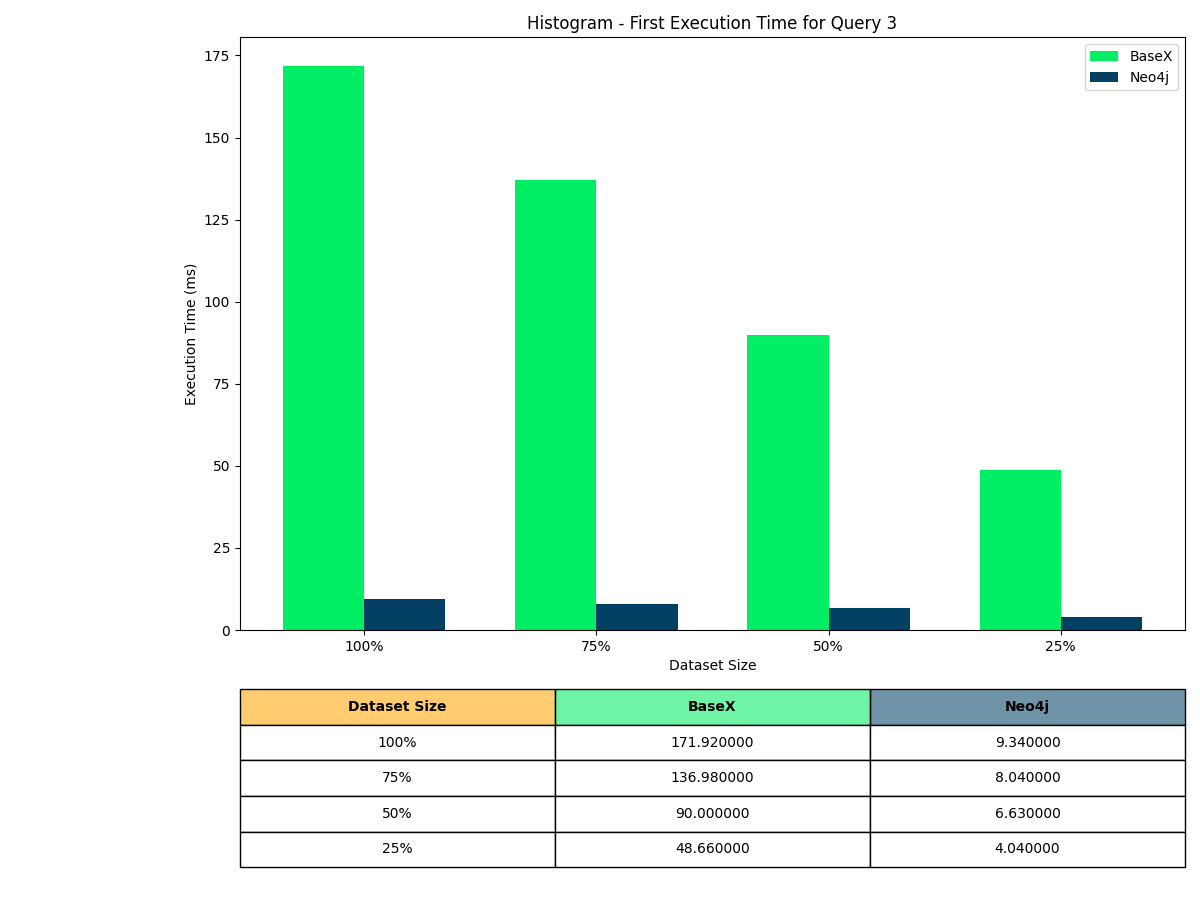 Histogram - First Execution Time for Query 3
BaseX
Neo4j
175
150
125
100
75
50
25
0
Execution Time (ms)
100% 75% 50% 25%
Dataset Size
Dataset Size BaseX Neo4j
100% 171.920000 9.340000
75% 136.980000 8.040000
50% 90.000000 6.630000
25% 48.660000 4.040000